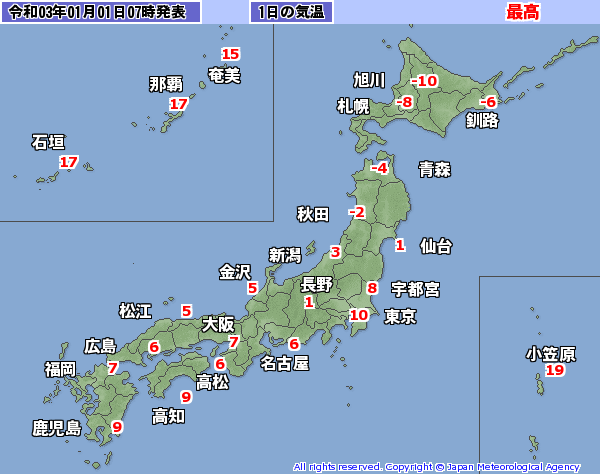 令和03年01月01日07時発表
1日の気温
最高
15
奄美
那覇
17
石垣
17
旭川
-10
札幌
-8
-6
釧路
-4
青森
秋田
-2
新潟
3
1
仙台
金沢
5
長野
1
8
宇都宮
10
東京
松江
5
大阪
7
6
名古屋
広島
6
福岡
7
6
高松
9
高知
鹿児島
9
小笠原
19
All rights reserved. Copyright © Japan Meteorological Agency